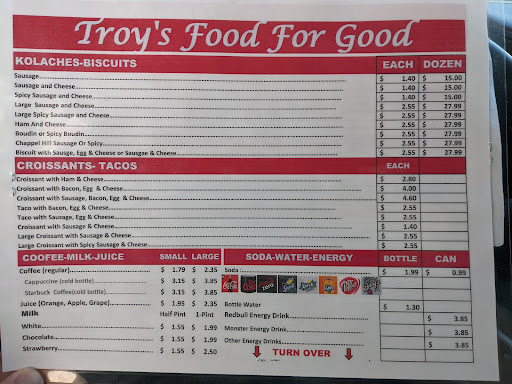 Troy's Food For Good
KOLACHES-BISCUITS EACH DOZEN
Sausage $ 1.40 $ 15.00
Sausage and Cheese $ 1.40 $ 15.00
Spicy Sausage and Cheese $ 1.40 $ 15.00
Large Sausage and Cheese $ 2.55 $ 27.99
Large Spicy Sausage and Cheese $ 2.55 $ 27.99
Ham And Cheese $ 2.55 $ 27.99
Boudin or Spicy Boudin $ 2.55 $ 27.99
Chappel Hill Sausage Or Spicy $ 2.55 $ 27.99
Biscuit with Sausge, Egg & Cheese or Sausgae & Cheese $ 2.55 $ 27.99
CROISSANTS- TACOS EACH
Croissant with Ham & Cheese $ 2.80
Croissant with Bacon, Egg & Cheese $ 4.00
Croissant with Sausage, Bacon, Egg & Cheese $ 4.60
Taco with Bacon, Egg & Cheese $ 2.55
Taco with Sausage, Egg & Cheese $ 2.55
Croissant with Sausage & Cheese $ 1.40
Large Croissant with Sausage & Cheese $ 2.55
Large Croissant with Spicy Sausage & Cheese $ 2.55
COOFEE-MILK-JUICE SMALL LARGE SODA-WATER-ENERGY BOTTLE CAN
Coffee (regular) $ 1.79 $ 2.35 Soda $ 1.99 $ 0.99
Cappuccine (cold bottle) $ 3.15 $ 3.85
Starbuck Coffee(cold bottle) $ 3.15 $ 3.85
Juice (Orange, Apple, Grape) $ 1.95 $ 2.35 Bottle Water $ 1.30
Milk Half Pint 1-Pint Redbull Energy Drink $ 3.85
White $ 1.55 $ 1.99 Monster Energy Drink $ 3.85
Chocolate $ 1.55 $ 1.99 Other Energy Drinks $ 3.85
Strawberry $ 1.55 $ 2.50 TURN OVER